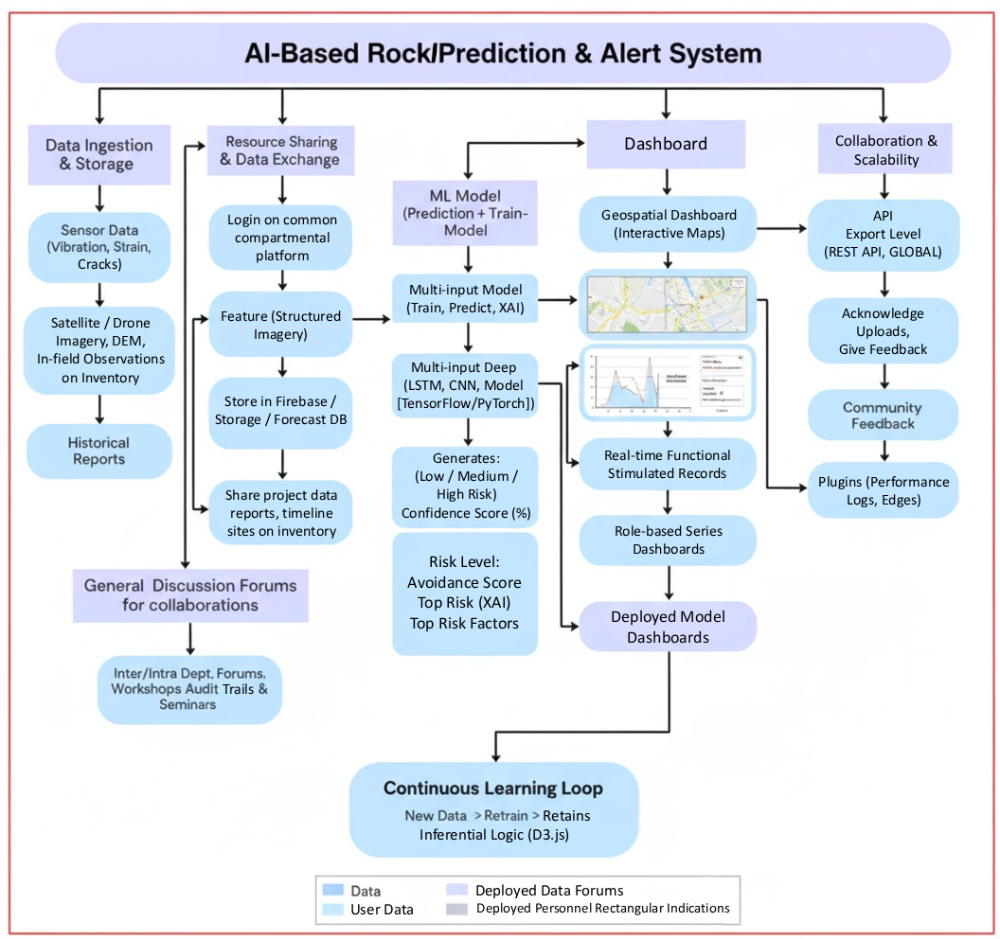 AI-Based Rock/Prediction & Alert System
Data Ingestion
& Storage
Sensor Data
(Vibration, Strain,
Cracks)
Satellite / Drone
Imagery, DEM,
In-field Observations
on Inventory
Historical
Reports
Resource Sharing
& Data Exchange
Login on common
compartmental
platform
Feature (Structured
Imagery)
Store in Firebase /
Storage / Forecast DB
Share project data
reports, timeline
sites on inventory
General Discussion Forums
for collaborations
Inter/Intra Dept, Forums,
Workshops Audit Trails &
Seminars
ML Model
(Prediction + Train-
Model
Multi-input Model
(Train, Predict, XAI)
Multi-input Deep
(LSTM, CNN, Model
[TensorFlow/PyTorch])
Generates:
(Low / Medium /
High Risk)
Confidence Score (%)
Risk Level:
Avoidance Score
Top Risk (XAI)
Top Risk Factors
Dashboard
Geospatial Dashboard
(Interactive Maps)
Real-time Functional
Stimulated Records
Role-based Series
Dashboards
Deployed Model
Dashboards
Collaboration &
Scalability
API
Export Level
(REST API, GLOBAL)
Acknowledge
Uploads,
Give Feedback
Community
Feedback
Plugins (Performance
Logs, Edges)
Continuous Learning Loop
New Data > Retrain > Retains
Inferential Logic (D3.js)
Data
User Data
Deployed Data Forums
Deployed Personnel Rectangular Indications